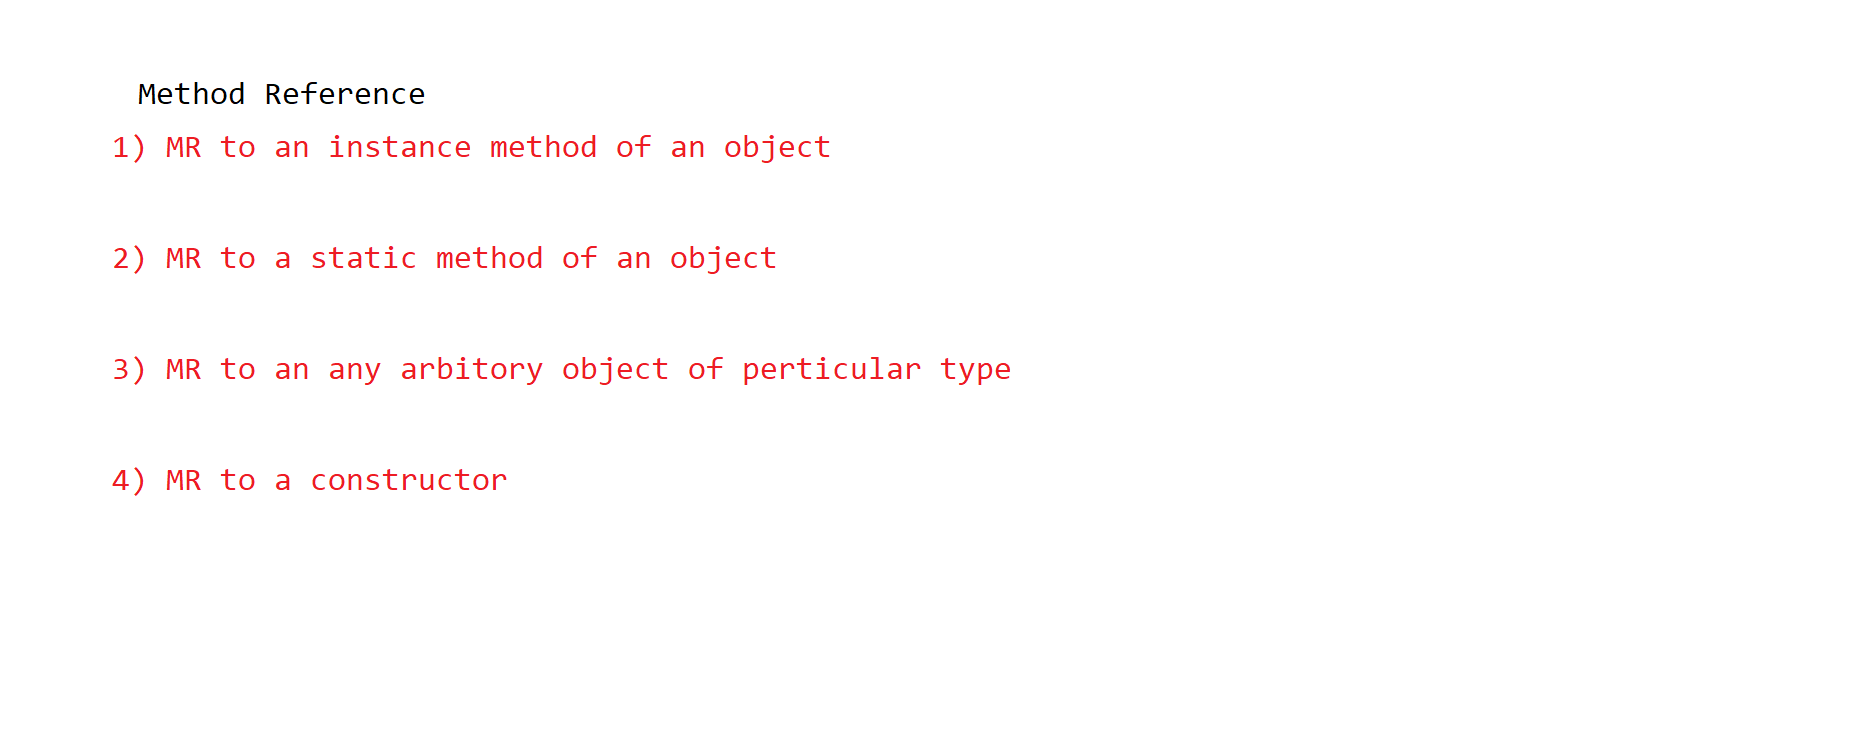 Method Reference
1) MR to an instance method of an object
2) MR to a static method of an object
3) MR to an any arbitory object of perticular type
4) MR to a constructor